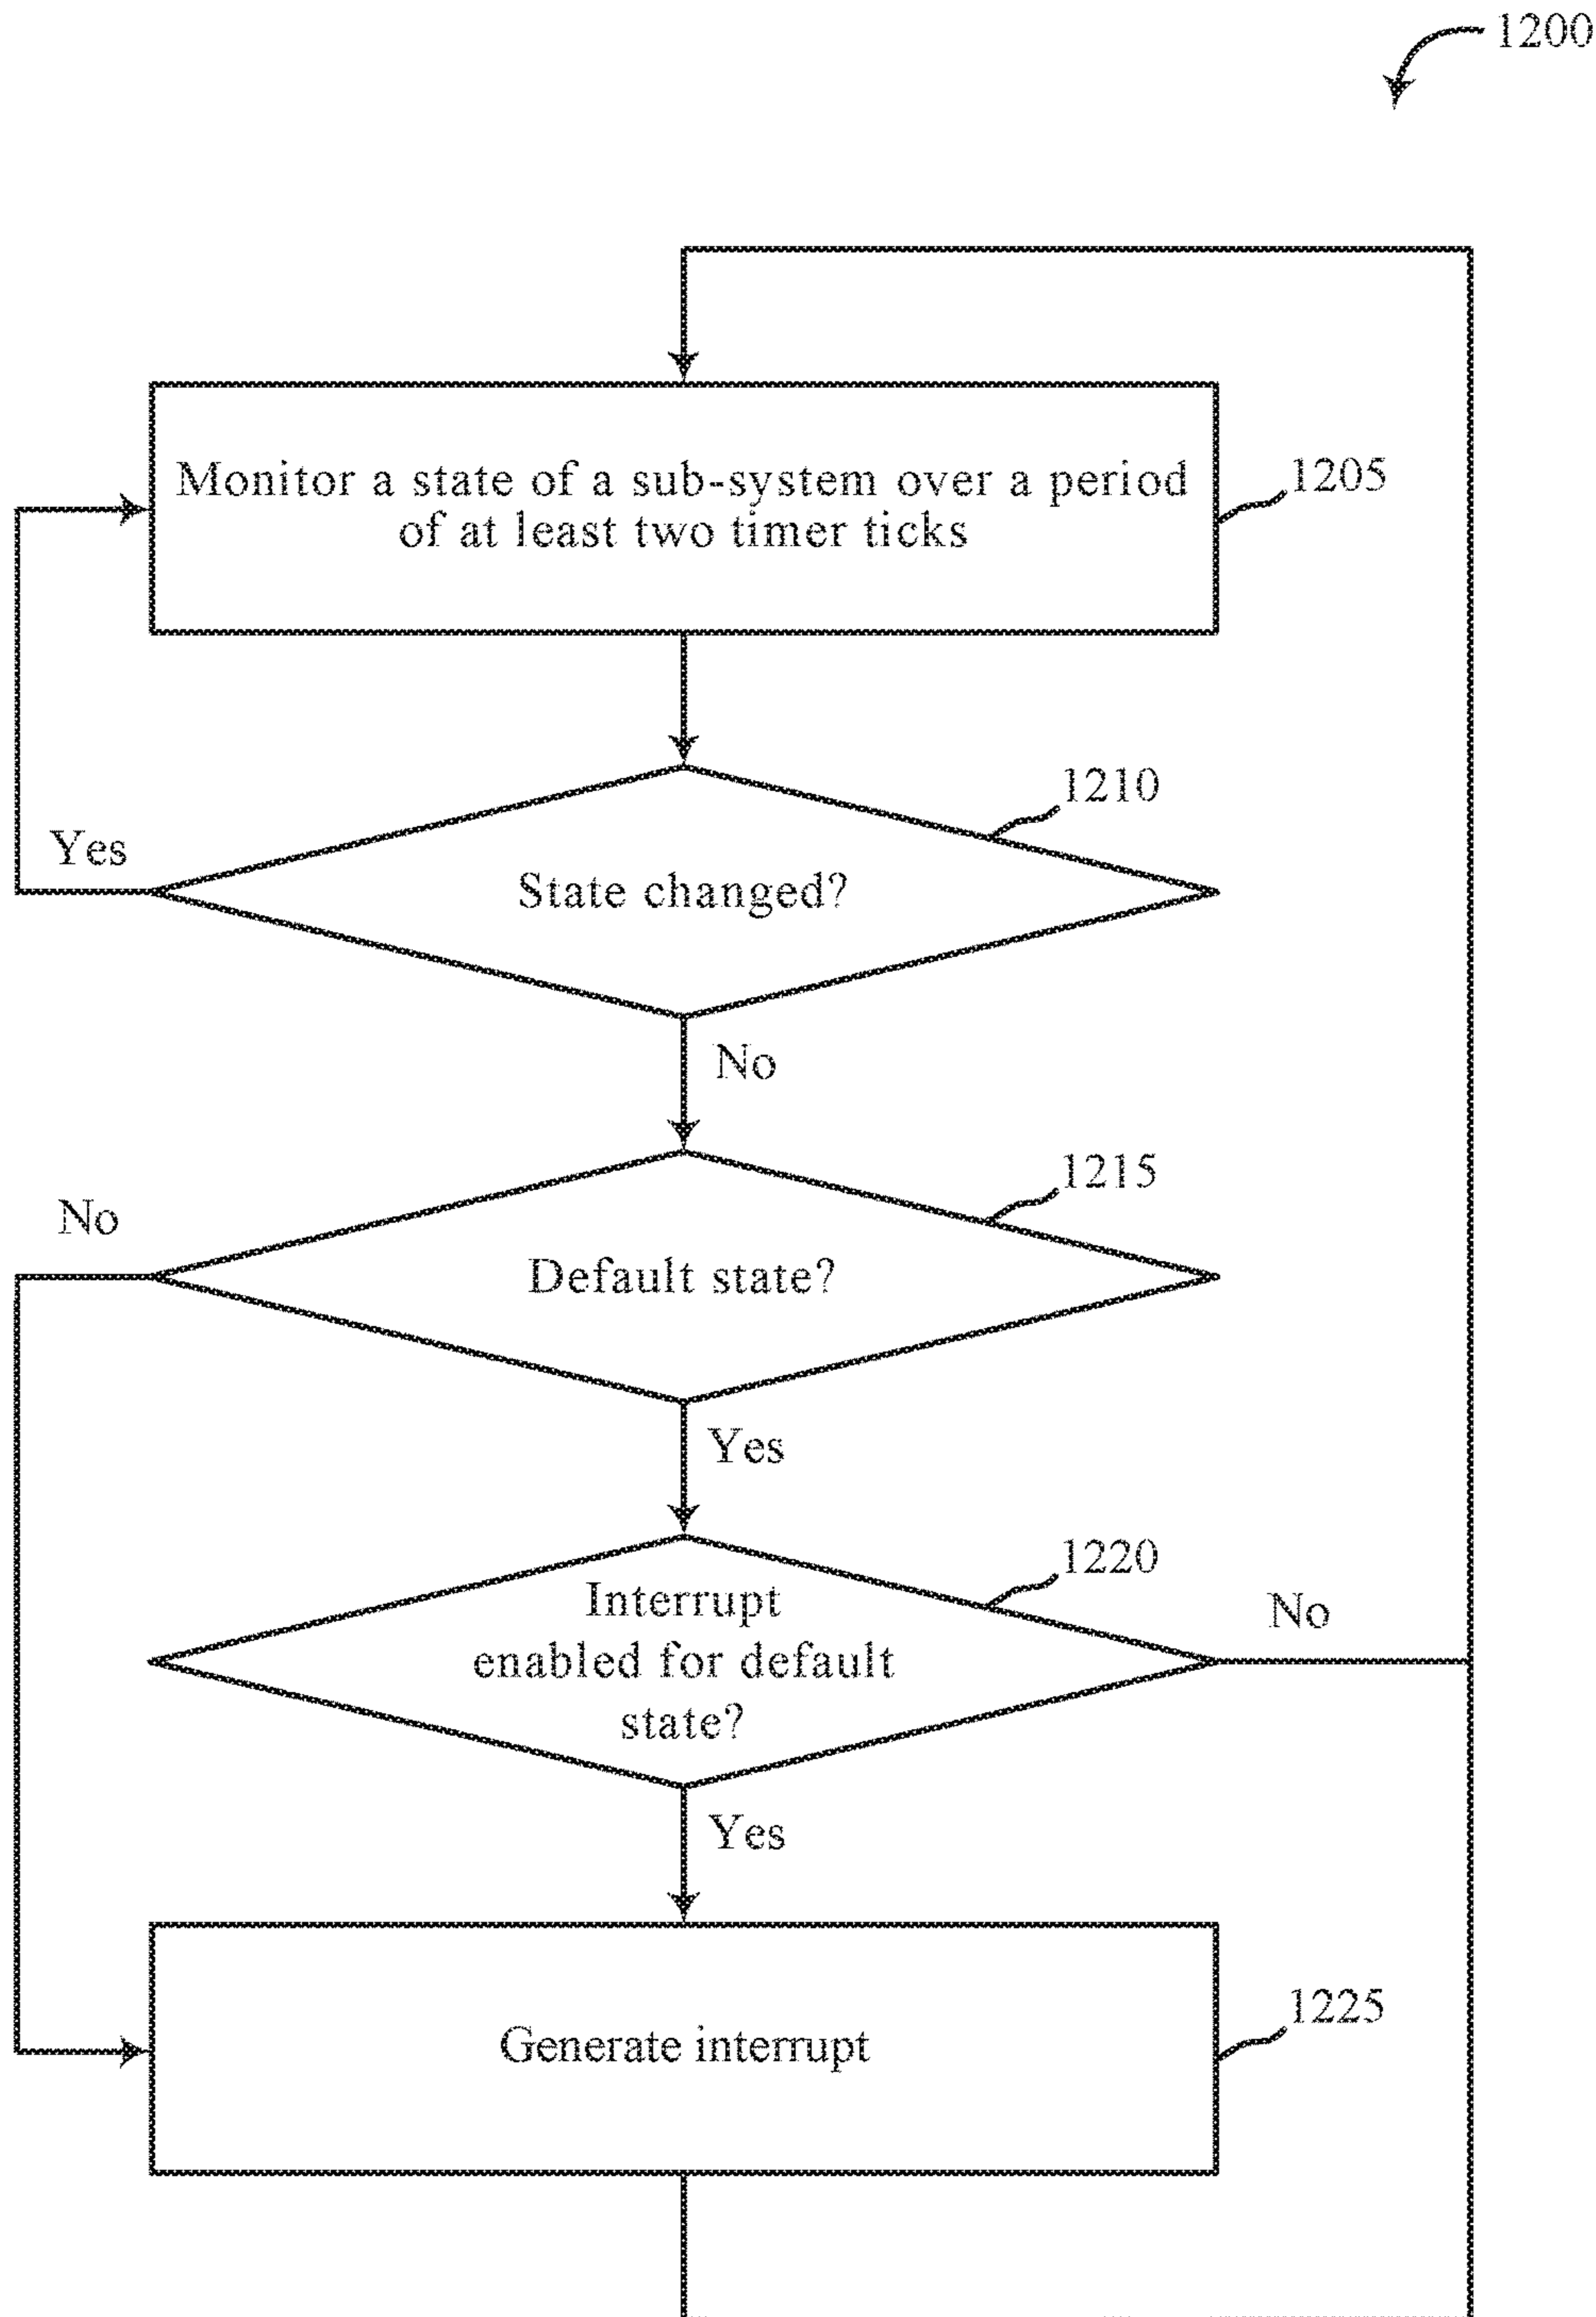 1200
Monitor a state of a sub-system over a period
of at least two timer ticks
1205
1210
Yes
State changed?
No
1215
No
Default state?
Yes
1220
Interrupt
enabled for default
state?
No
Yes
1225
Generate interrupt